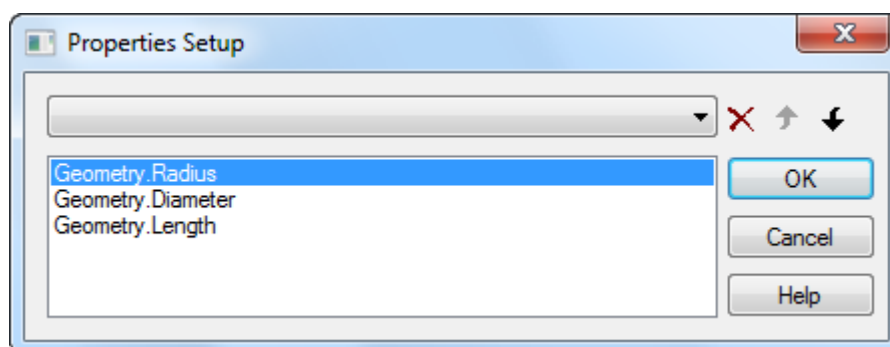 Properties Setup
Geometry.Radius
Geometry.Diameter
Geometry.Length
OK
Cancel
Help